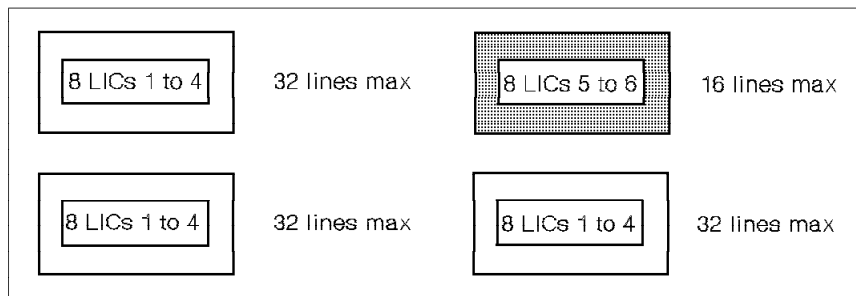 8 LICs 1 to 4 32 lines max 8 LICs 5 to 6 16 lines max
8 LICs 1 to 4 32 lines max 8 LICs 1 to 4 32 lines max